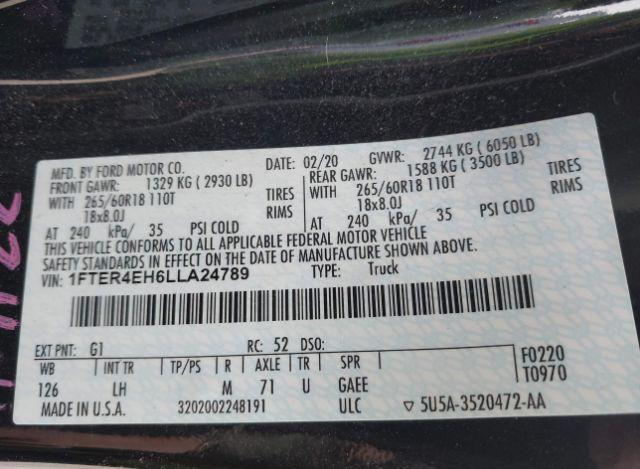 MFD. BY FORD MOTOR CO. DATE: 02/20 GVWR: 2744 KG ( 6050 LB)
FRONT GAWR: 1329 KG ( 2930 LB) REAR GAWR: 1588 KG ( 3500 LB)
WITH 265/60R18 110T TIRES WITH 265/60R18 110T TIRES
18x8.0J RIMS 18x8.0J RIMS
AT 240 kPa/ 35 PSI COLD AT 240 kPa/ 35 PSI COLD
THIS VEHICLE CONFORMS TO ALL APPLICABLE FEDERAL MOTOR VEHICLE
SAFETY STANDARDS IN EFFECT ON THE DATE OF MANUFACTURE SHOWN ABOVE.
VIN: 1FTER4EH6LLA24789 TYPE: Truck
EXT PNT: G1 RC: 52 DSO:
WB INT TR TP/PS R AXLE TR SPR F0220
126 LH M 71 U GAEE T0970
MADE IN U.S.A. 3202002248191 ULC ▽ 5U5A-3520472-AA